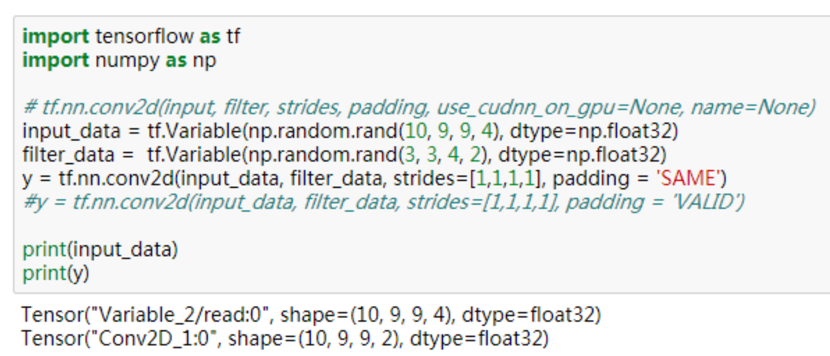 import tensorflow as tf
import numpy as np
# tf.nn.conv2d(input, filter, strides, padding, use_cudnn_on_gpu=None, name=None)
input_data = tf.Variable(np.random.rand(10, 9, 9, 4), dtype=np.float32)
filter_data =  tf.Variable(np.random.rand(3, 3, 4, 2), dtype=np.float32)
y = tf.nn.conv2d(input_data, filter_data, strides=[1,1,1,1], padding = 'SAME')
#y = tf.nn.conv2d(input_data, filter_data, strides=[1,1,1,1], padding = 'VALID')
print(input_data)
print(y)
Tensor("Variable_2/read:0", shape=(10, 9, 9, 4), dtype=float32)
Tensor("Conv2D_1:0", shape=(10, 9, 9, 2), dtype=float32)